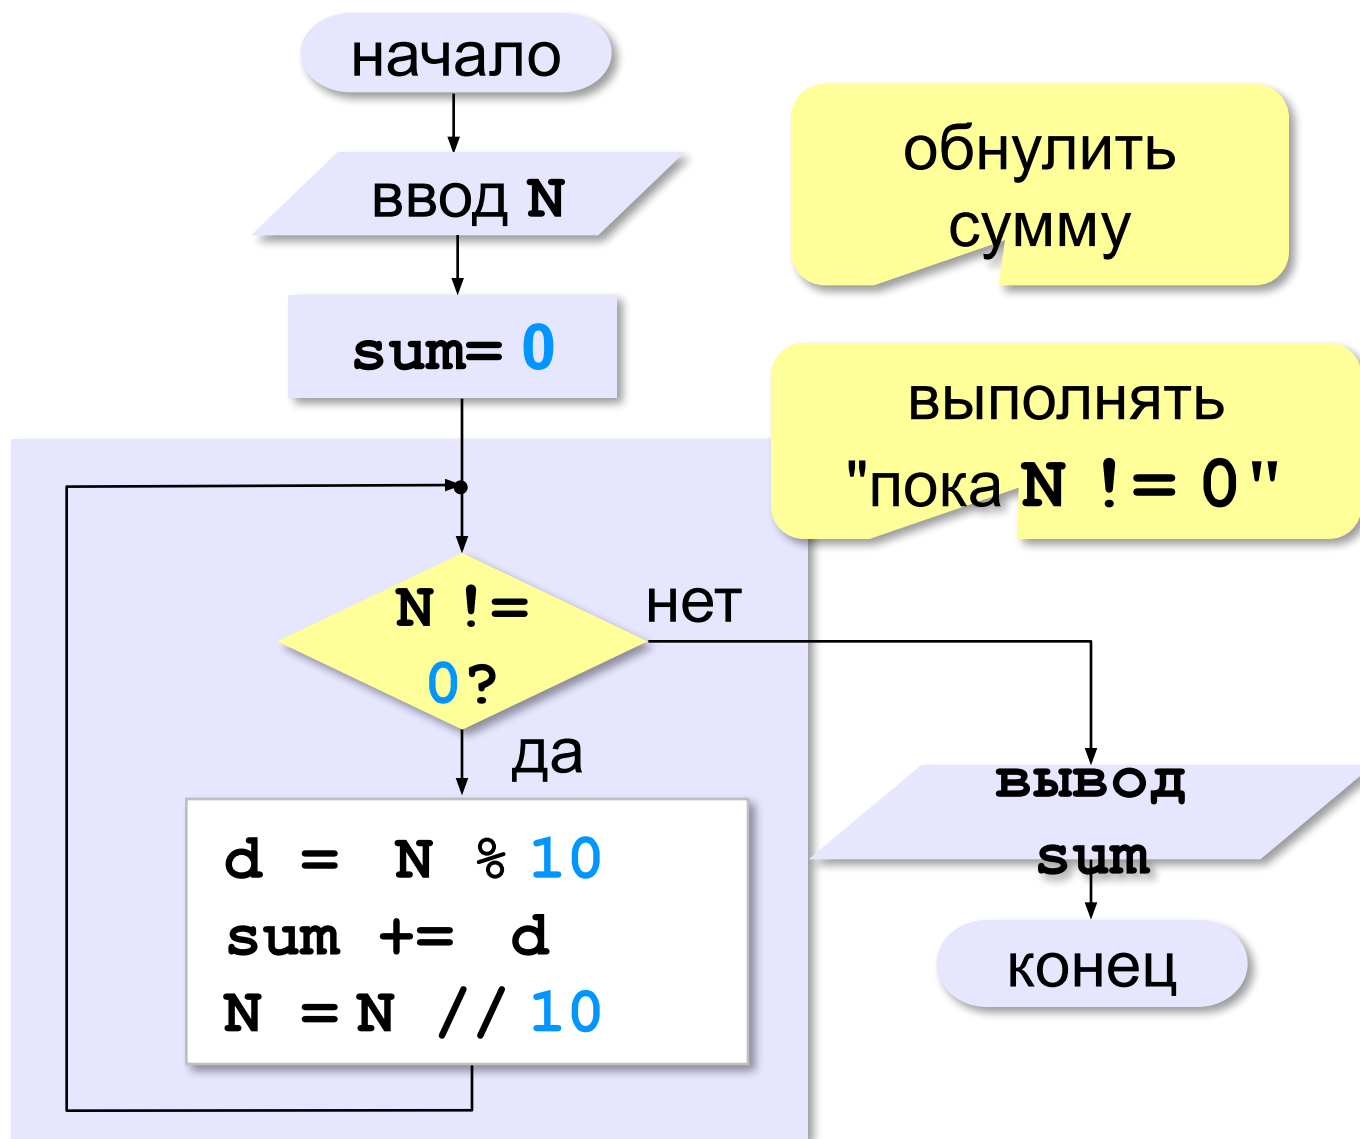 начало
ввод N
sum= 0
обнулить
сумму
выполнять
"пока N != 0"
N !=
0?
нет
да
d = N % 10
sum += d
N = N // 10
вывод
sum
конец